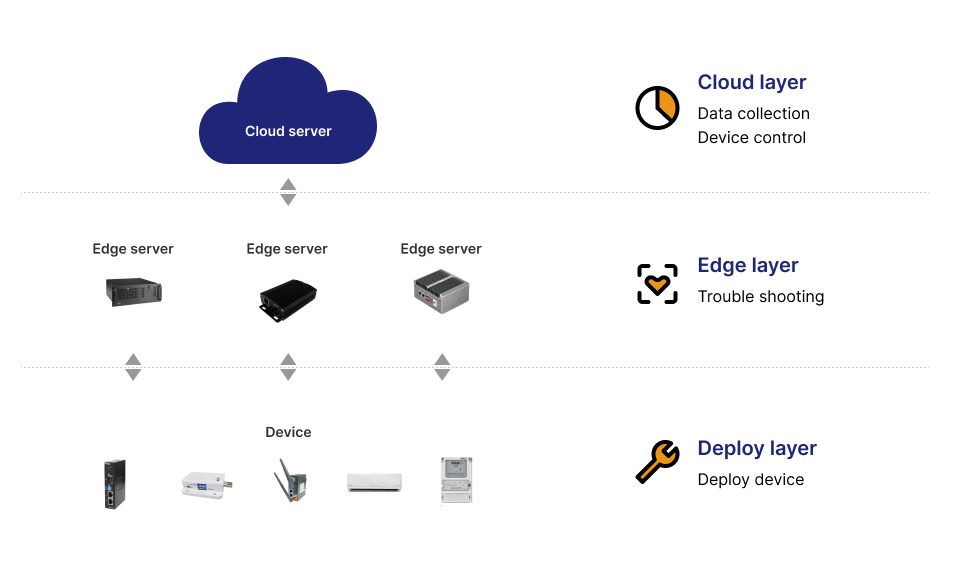 Cloud server
Cloud layer
Data collection
Device control
Edge server
Edge server
Edge server
Edge layer
Trouble shooting
Device
Deploy layer
Deploy device